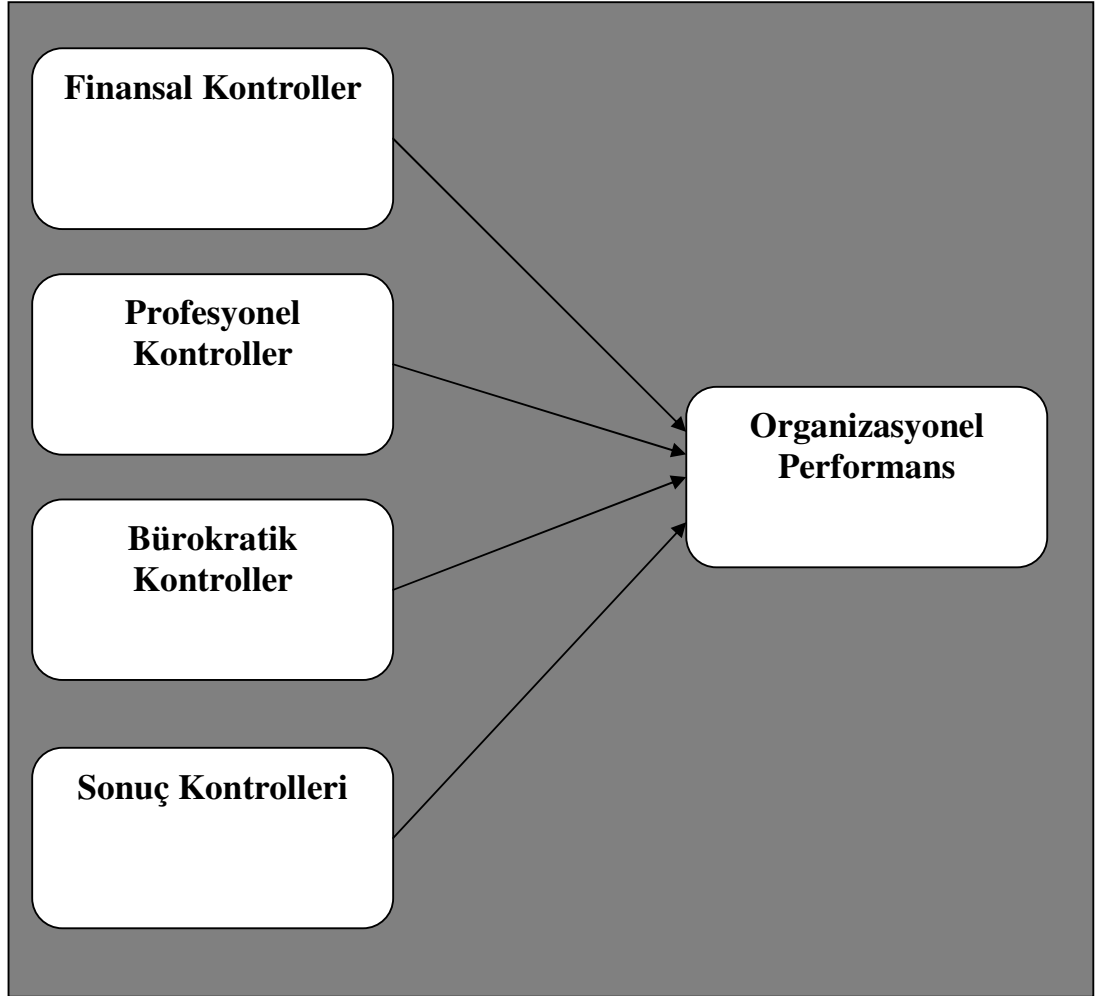 Finansal Kontroller
Profesyonel
Kontroller
Bürokratik
Kontroller
Sonuç Kontrolleri
Organizasyonel
Performans